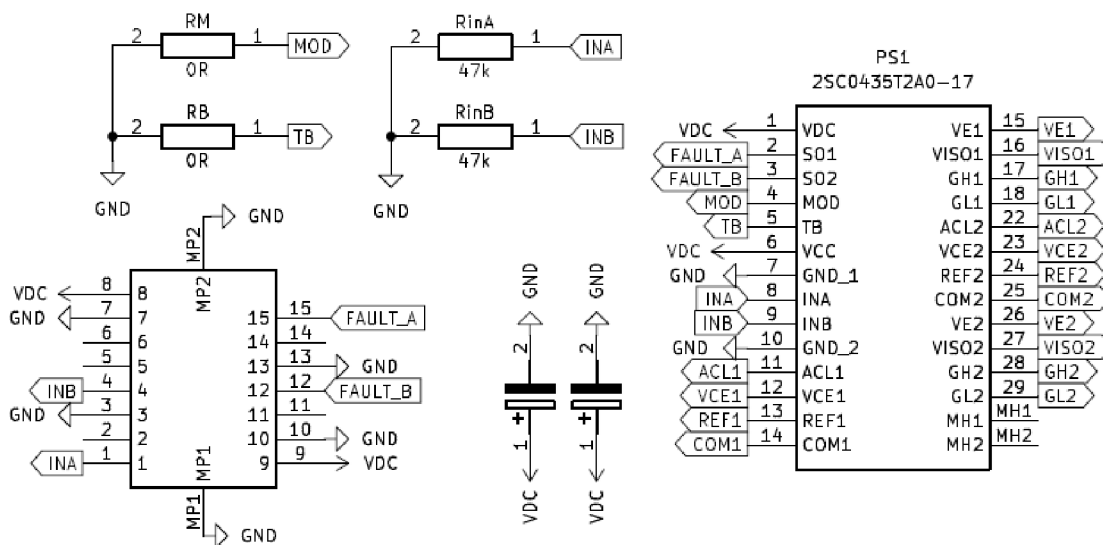 RM
2 1 MOD
0R
RB
2 1 TB
0R
GND
RinA
2 1 INA
47k
RinB
2 1 INB
47k
GND
PS1
2SC0435T2A0-17
VDC 1 VDC VE1 15 VE1
FAULT_A 2 SO1 VISO1 16 VISO1
FAULT_B 3 SO2 GH1 17 GH1
MOD 4 MOD GL1 18 GL1
TB 5 TB ACL2 22 ACL2
VDC 6 VCC VCE2 23 VCE2
GND 7 GND_1 REF2 24 REF2
INA 8 INA COM2 25 COM2
INB 9 INB VE2 26 VE2
GND 10 GND_2 VISO2 27 VISO2
ACL1 11 ACL1 GH2 28 GH2
VCE1 12 VCE1 GL2 29 GL2
REF1 13 REF1 MH1 MH1
COM1 14 COM1 MH2 MH2
GND
MP2
MP2
VDC 8 8
GND 7 7 15 15 FAULT_A
6 6 14 14
5 5 13 13 GND
INB 4 4 12 12 FAULT_B
GND 3 3 11 11
2 2 10 10 GND
INA 1 1 9 9 VDC
MP1
MP1
GND
GND GND
2 2
+ +
1 1
VDC VDC